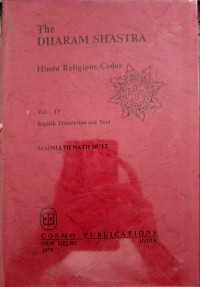 The
DHARAM SHASTRA
Hindu Religious Codes
Vol. IV
English Translation and Text
MANMATH NATH DUTT
COSMO PUBLICATIONS
NEW DELHI INDIA